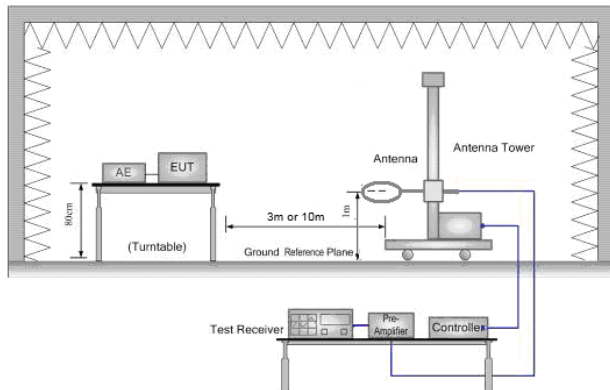 Antenna Tower
Antenna
EUT
AE
80cm
1m
3m or 10m
(Turntable)
Ground Reference Plane
Test Receiver
Pre-
Amplifier
Controller